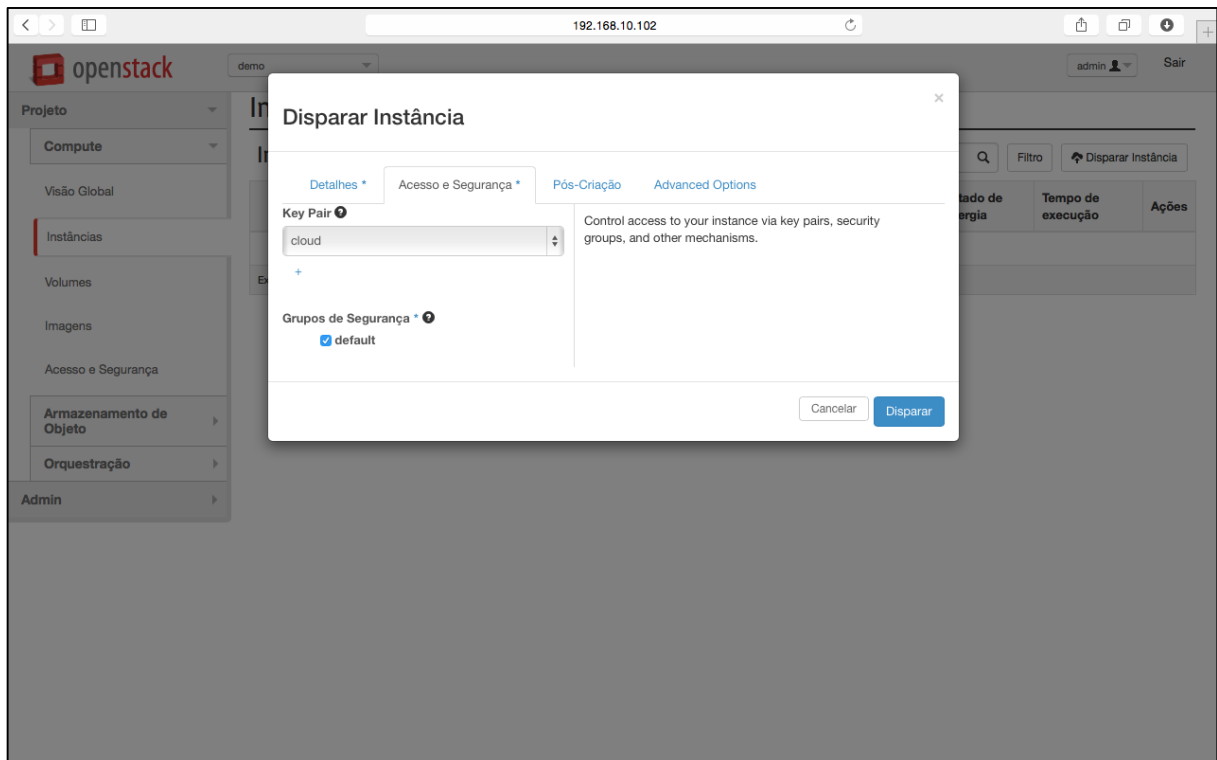 192.168.10.102
openstack
demo
admin
Sair
Projeto
Compute
Visão Global
Instâncias
Volumes
Imagens
Acesso e Segurança
Armazenamento de
Objeto
Orquestração
Admin
Filtro
Disparar Instância
Tempo de
execução
Ações
Disparar Instância
×
Detalhes *
Acesso e Segurança *
Pós-Criação
Advanced Options
Key Pair
cloud
+
Grupos de Segurança *
default
Control access to your instance via key pairs, security
groups, and other mechanisms.
Cancelar
Disparar